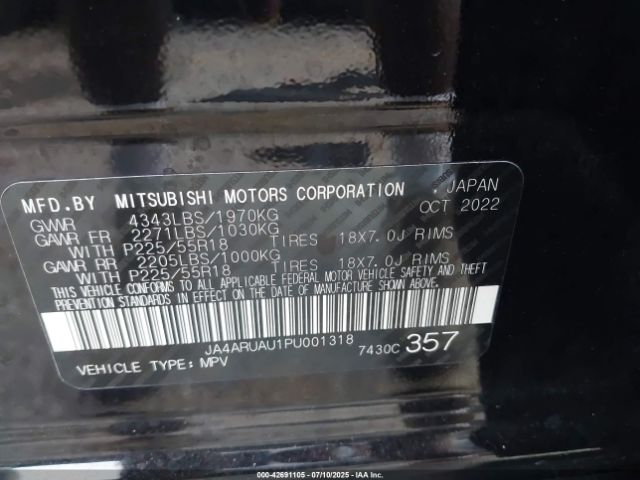 MFD.BY MITSUBISHI MOTORS CORPORATION . JAPAN
GVWR 4343LBS/1970KG OCT 2022
GAWR FR 2271LBS/1030KG
WITH P225/55R18 TIRES 18X7.0J RIMS
GAWR RR 2205LBS/1000KG
WITH P225/55R18 TIRES 18X7.0J RIMS
THIS VEHICLE CONFORMS TO ALL APPLICABLE FEDERAL MOTOR VEHICLE SAFETY AND THEFT
PREVENTION STANDARDS IN EFFECT ON THE DATE OF MANUFACTURE SHOWN ABOVE.
JA4ARUAU1PU001318 7430C 357
VEHICLE TYPE: MPV
000-42691105 - 07/10/2025 - IAA Inc.